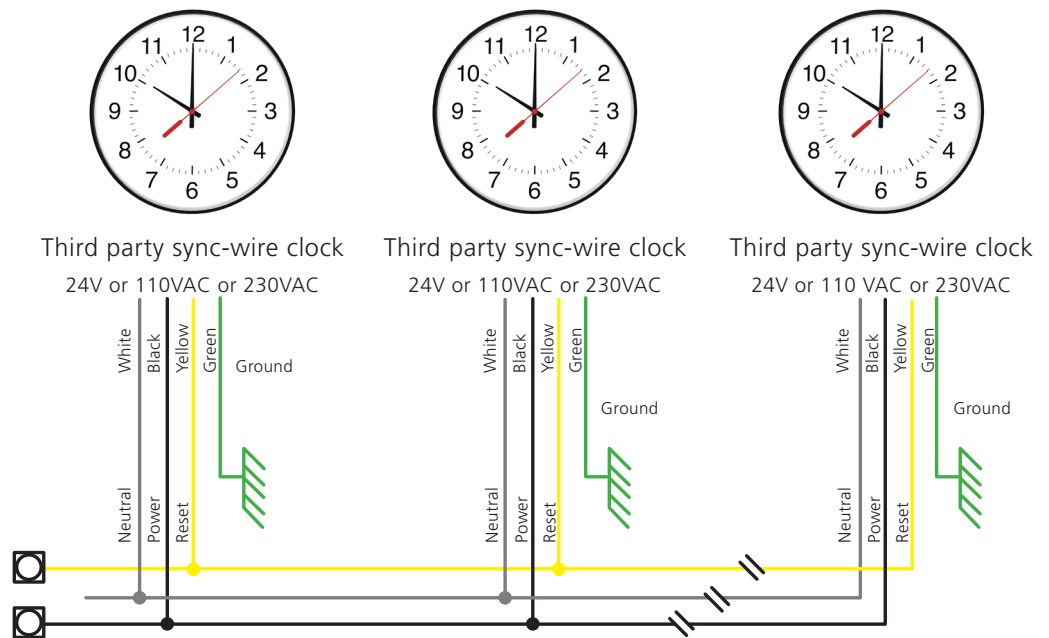 12
11 1
10 2
9 3
8 4
7 5
6
12
11 1
10 2
9 3
8 4
7 5
6
12
11 1
10 2
9 3
8 4
7 5
6
Third party sync-wire clock
Third party sync-wire clock
Third party sync-wire clock
24V or 110VAC or 230VAC
24V or 110VAC or 230VAC
24V or 110 VAC or 230VAC
White
Black
Yellow
Green
Ground
Neutral
Power
Reset
White
Black
Yellow
Green
Ground
Neutral
Power
Reset
White
Black
Yellow
Green
Ground
Neutral
Power
Reset